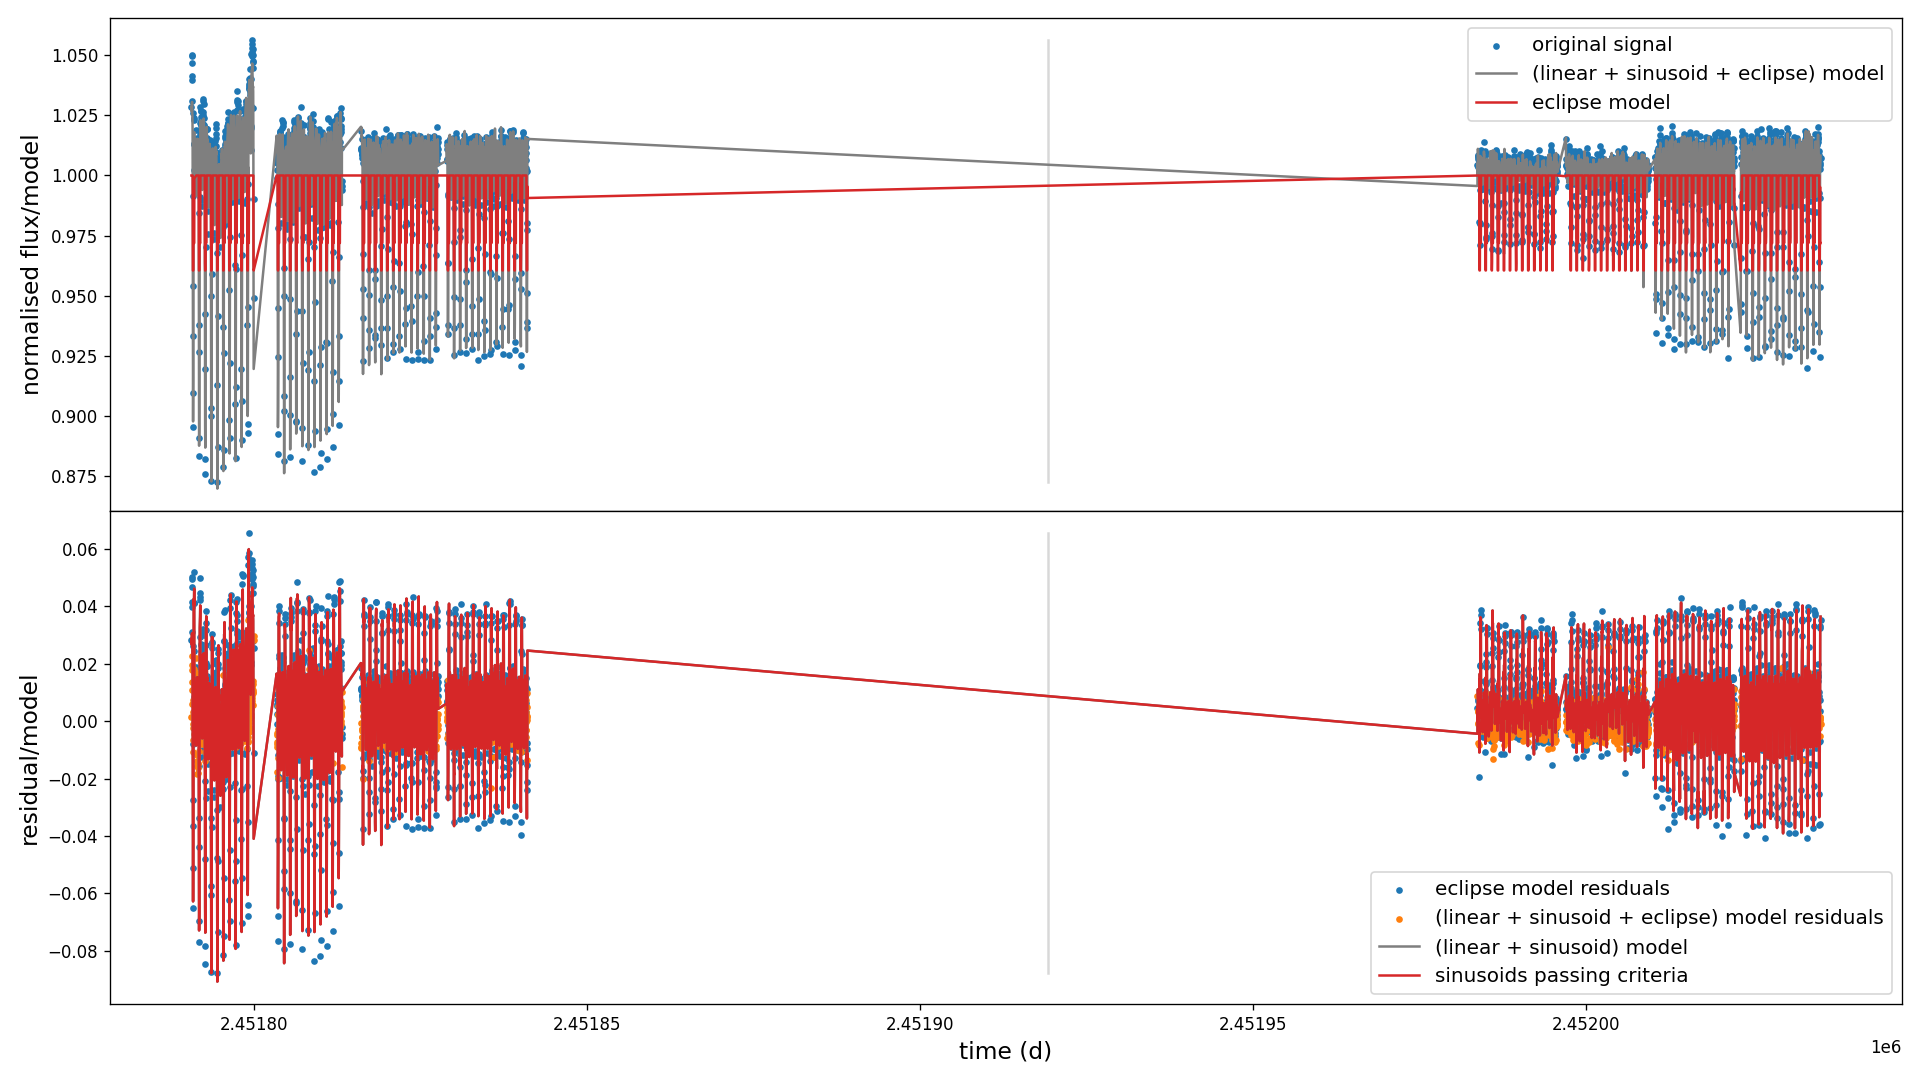 normalised flux/model
1.050
1.025
1.000
0.975
0.950
0.925
0.900
0.875
original signal
(linear + sinusoid + eclipse) model
eclipse model
residual/model
0.06
0.04
0.02
0.00
−0.02
−0.04
−0.06
−0.08
eclipse model residuals
(linear + sinusoid + eclipse) model residuals
(linear + sinusoid) model
sinusoids passing criteria
2.45180
2.45185
2.45190
2.45195
2.45200
1e6
time (d)